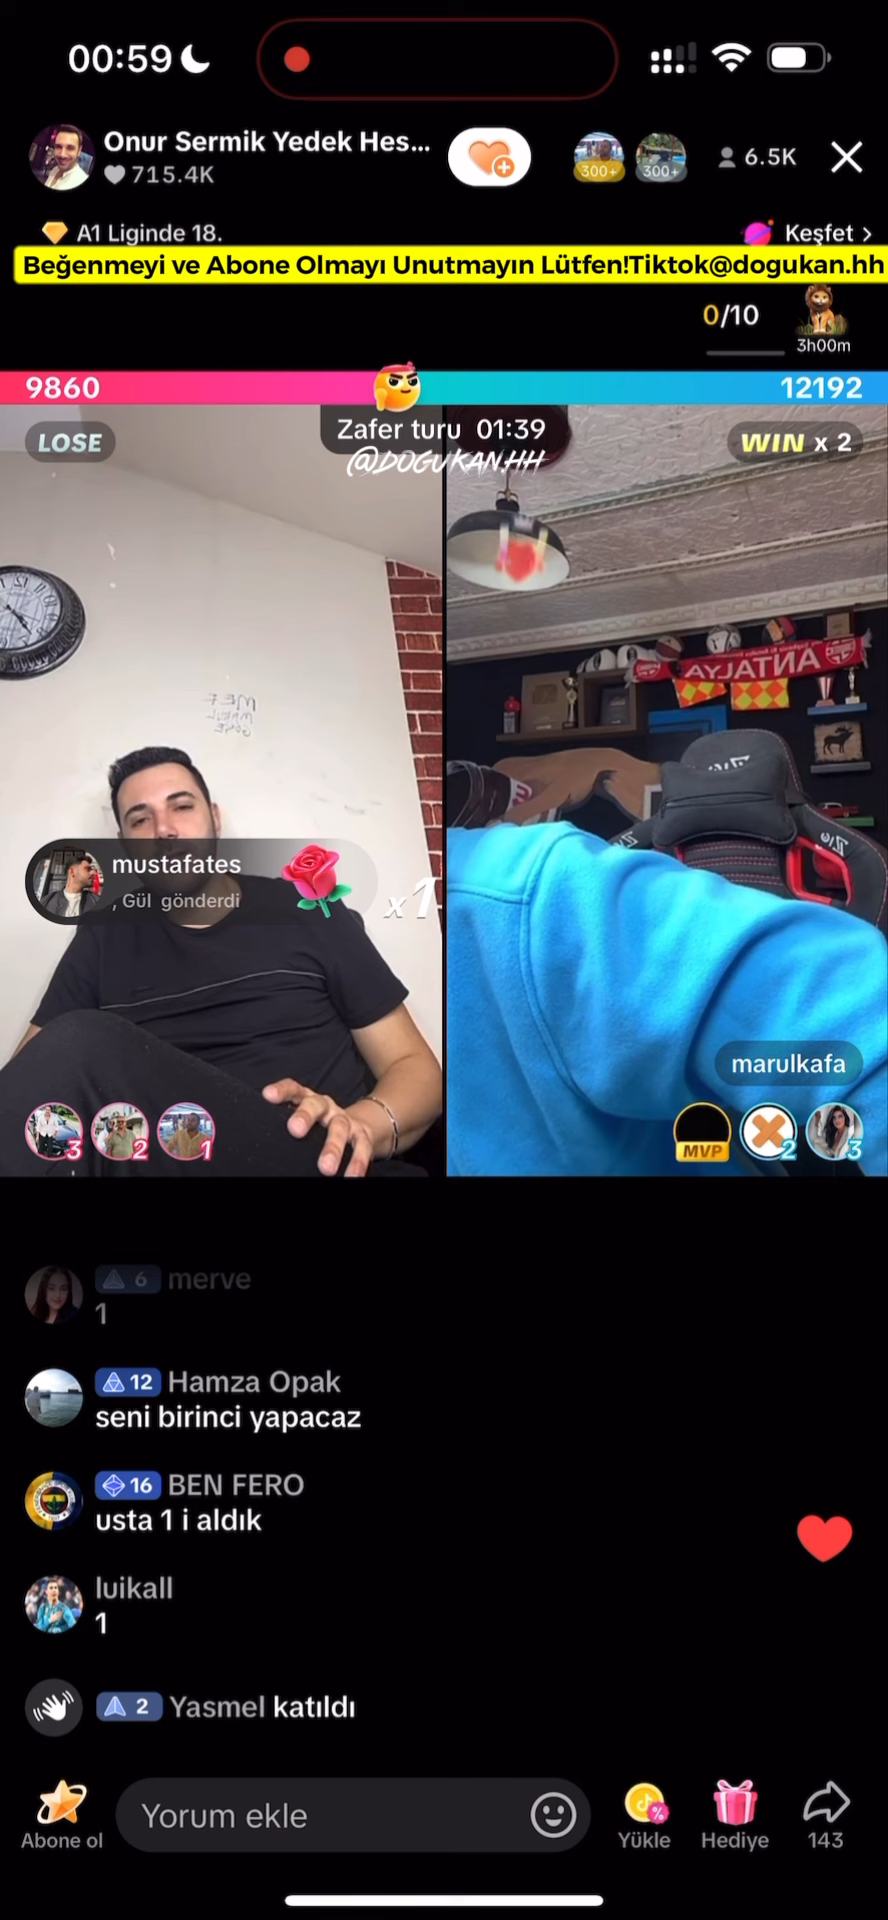 00:59
Onur Sermik Yedek Hes...
715.4K
300+
300+
6.5K
A1 Liginde 18.
Keşfet >
Beğenmeyi ve Abone Olmayı Unutmayın Lütfen!Tiktok@dogukan.hh
0/10
3h00m
9860
12192
LOSE
Zafer turu 01:39
WIN x 2
@DOGUKAN.HH
ANTALYA
mustafates
, Gül gönderdi
x1
marulkafa
3
2
1
MVP
2
3
6 merve
1
12 Hamza Opak
seni birinci yapacaz
16 BEN FERO
usta 1 i aldık
luikall
1
2 Yasmel katıldı
Abone ol
Yorum ekle
Yükle
Hediye
143